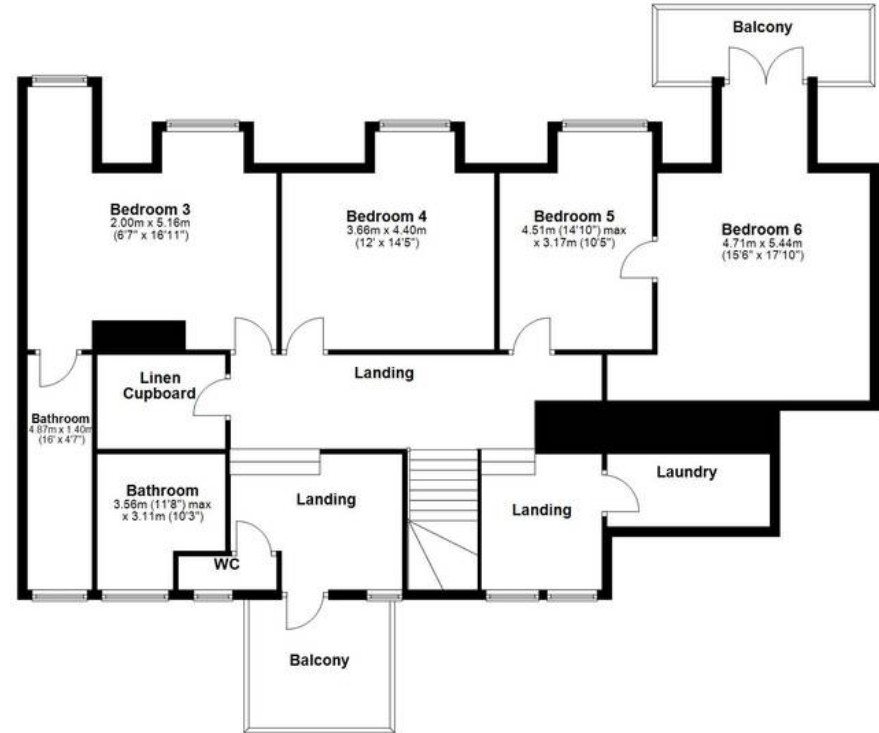 Balcony
Bedroom 3
2.00m x 5.16m
(6'7" x 16'11")
Bedroom 4
3.66m x 4.40m
(12' x 14'5")
Bedroom 5
4.51m (14'10") max
x 3.17m (10'5")
Bedroom 6
4.71m x 5.44m
(15'6" x 17'10")
Linen
Cupboard
Landing
Bathroom
4.87m x 1.40m
(16' x 4'7")
Bathroom
3.56m (11'8") max
x 3.11m (10'3")
Landing
Landing
Laundry
WC
Balcony